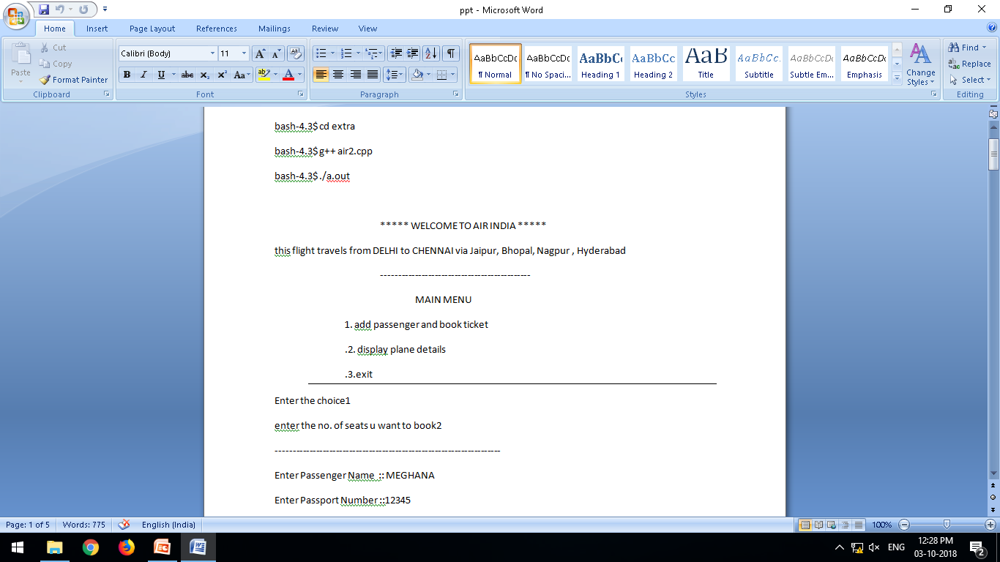 ppt - Microsoft Word
Home Insert Page Layout References Mailings Review View
Paste
Cut
Copy
Format Painter
Clipboard
Calibri (Body) 11
B I U abc x₂ x² Aa
Font
Paragraph
AaBbCcDc AaBbCcDc AaBbCc AaBbCc AaB AaBbCc. AaBbCcDc AaBbCcDc
¶ Normal ¶ No Spaci... Heading 1 Heading 2 Title Subtitle Subtle Em... Emphasis
Change Styles
Styles
Find
Replace
Select
Editing
bash-4.3$ cd extra
bash-4.3$ g++ air2.cpp
bash-4.3$ ./a.out
***** WELCOME TO AIR INDIA *****
this flight travels from DELHI to CHENNAI via Jaipur, Bhopal, Nagpur , Hyderabad
--------------------------------------------
MAIN MENU
1. add passenger and book ticket
.2. display plane details
.3.exit
Enter the choice1
enter the no. of seats u want to book2
------------------------------------------------------------------
Enter Passenger Name :: MEGHANA
Enter Passport Number ::12345
Page: 1 of 5 Words: 775 English (India) 100%
ENG 12:28 PM
03-10-2018 2